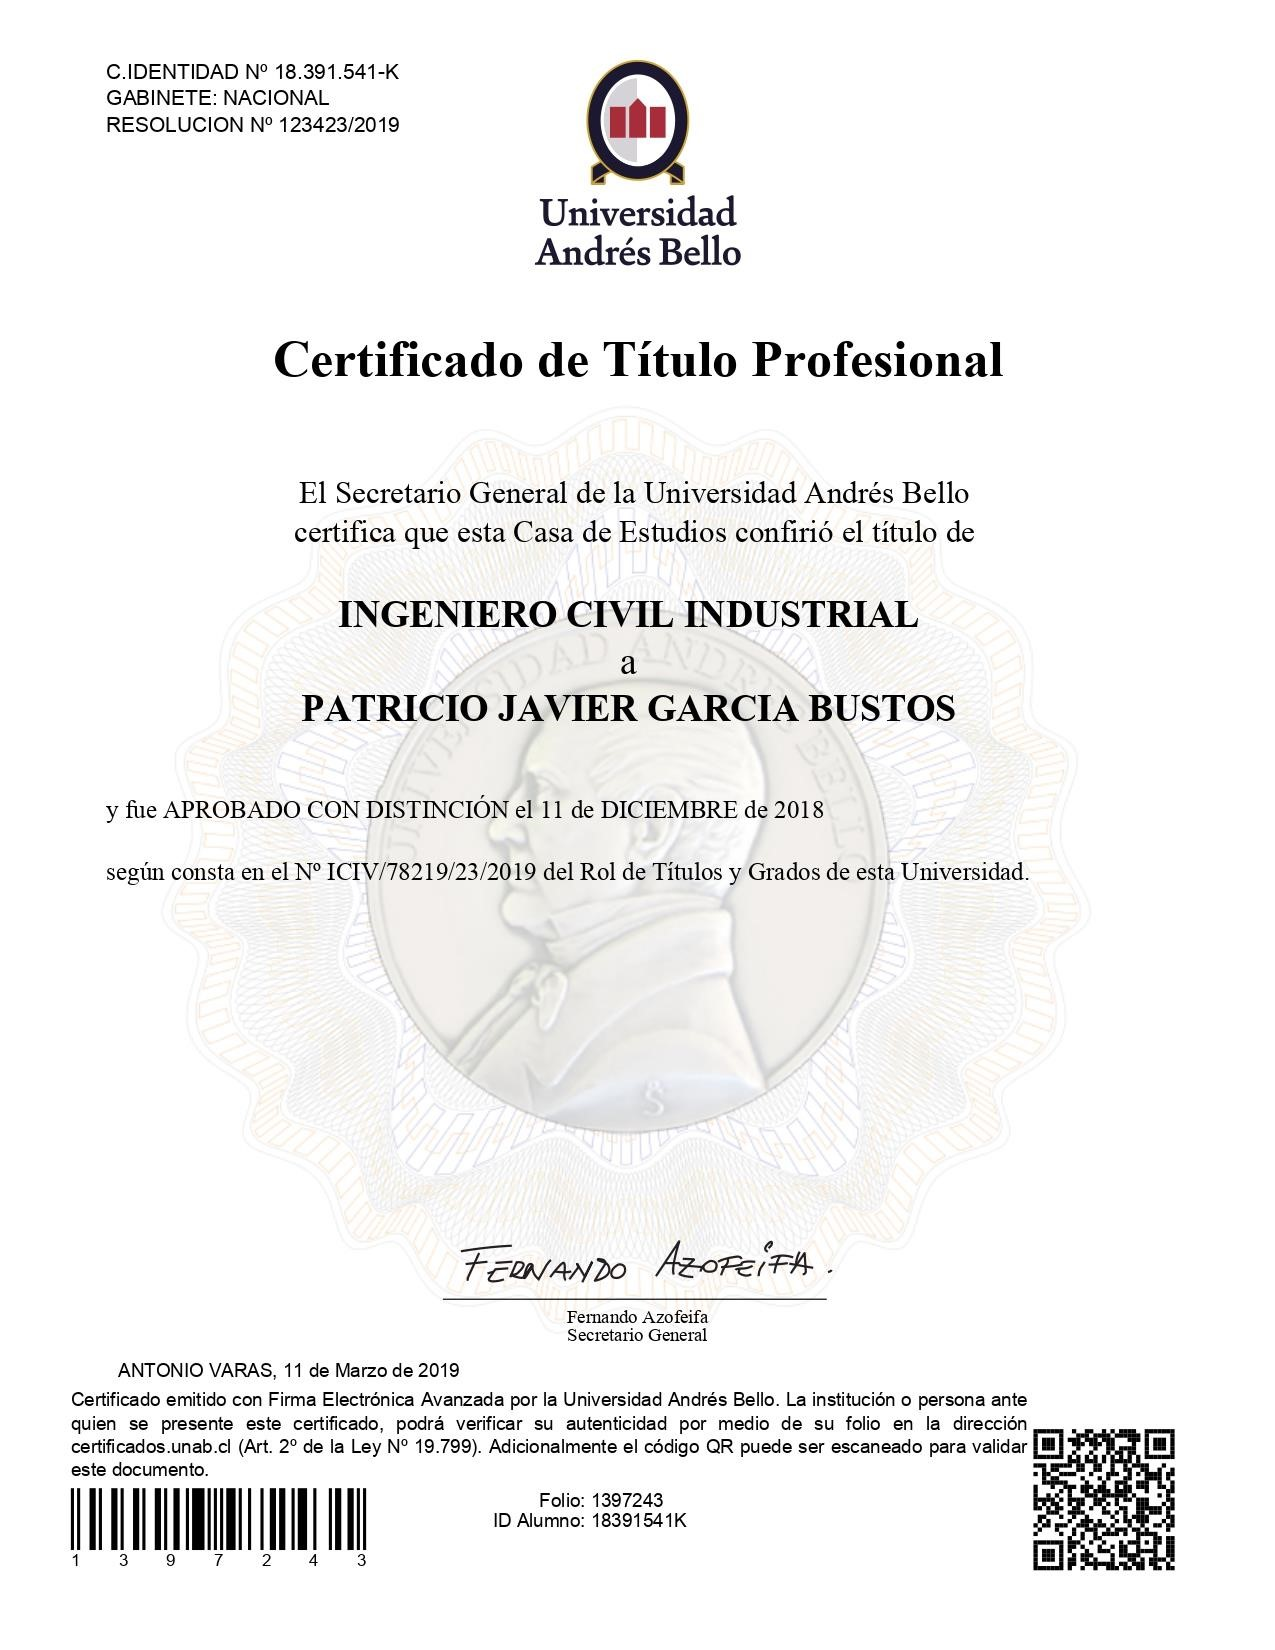 C.IDENTIDAD Nº 18.391.541-K
GABINETE: NACIONAL
RESOLUCION Nº 123423/2019
Universidad
Andrés Bello
Certificado de Título Profesional
El Secretario General de la Universidad Andrés Bello
certifica que esta Casa de Estudios confirió el título de
INGENIERO CIVIL INDUSTRIAL
a
PATRICIO JAVIER GARCIA BUSTOS
UNIVERSIDAD ANDRES BELLO
y fue APROBADO CON DISTINCIÓN el 11 de DICIEMBRE de 2018
según consta en el Nº ICIV/78219/23/2019 del Rol de Títulos y Grados de esta Universidad.
FERNANDO AZOFEiFA.
Fernando Azofeifa
Secretario General
ANTONIO VARAS, 11 de Marzo de 2019
Certificado emitido con Firma Electrónica Avanzada por la Universidad Andrés Bello. La institución o persona ante
quien se presente este certificado, podrá verificar su autenticidad por medio de su folio en la dirección
certificados.unab.cl (Art. 2º de la Ley Nº 19.799). Adicionalmente el código QR puede ser escaneado para validar
este documento.
Folio: 1397243
ID Alumno: 18391541K
1 3 9 7 2 4 3